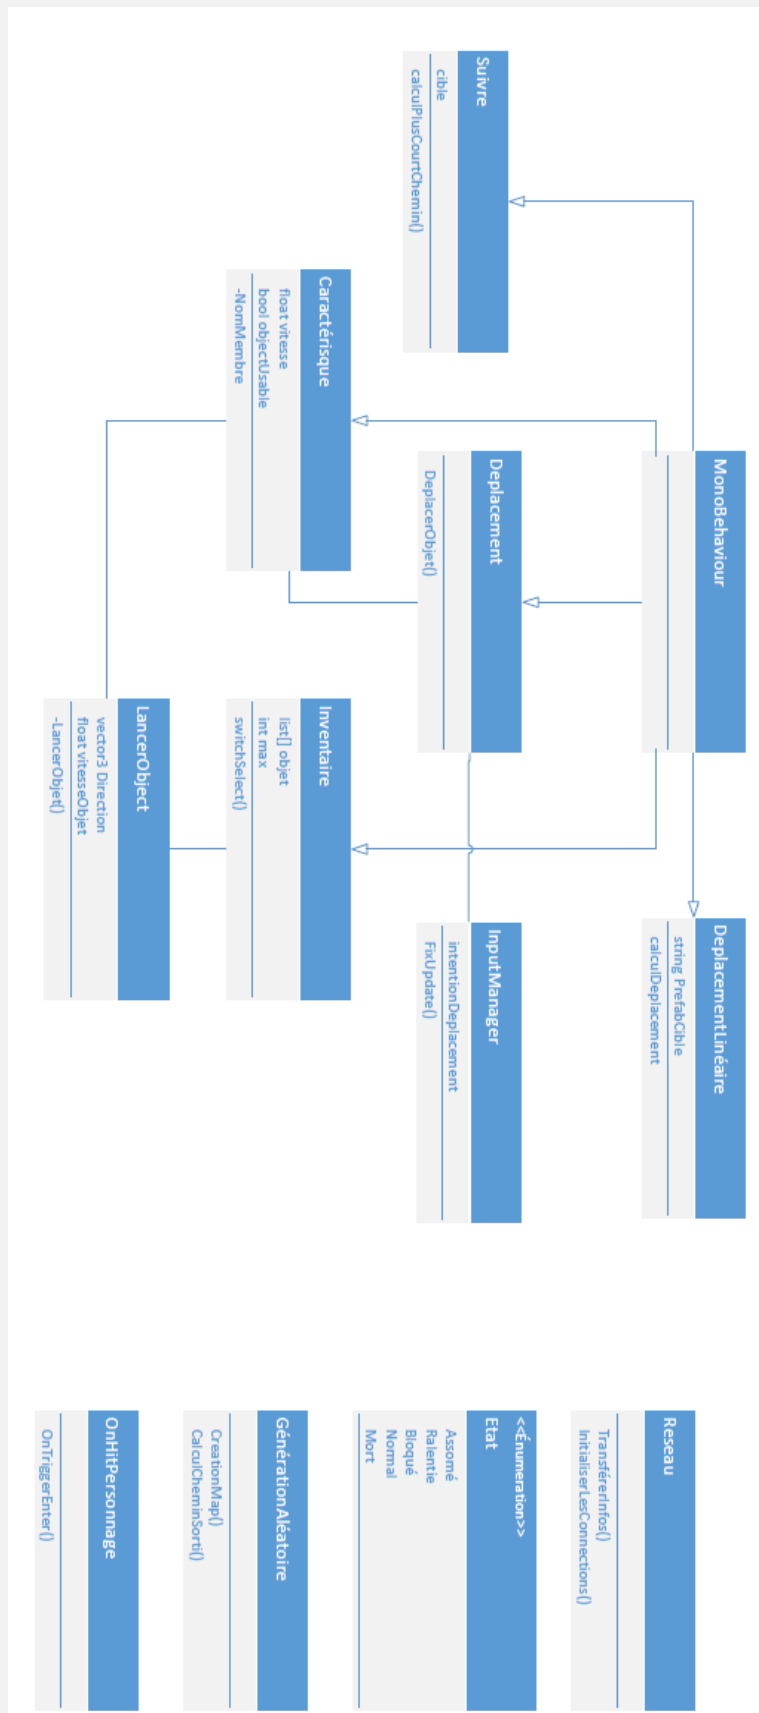 MonoBehaviour
DeplacementLinéaire
string PrefabCible
calculDeplacement
Reseau
TransférerInfos()
InitialiserLesConnections()
Suivre
cible
calculPlusCourtChemin()
Deplacement
DeplacerObjet()
InputManager
intentionDeplacement
FixUpdate()
<<Énumeration>>
Etat
Assomé
Ralentie
Bloqué
Normal
Mort
Caractérisque
float vitesse
bool objectUsable
-NomMembre
Inventaire
list[] objet
int max
switchSelect()
GénérationAléatoire
CreationMap()
CalculCheminSorti()
LancerObject
vector3 Direction
float vitesseObjet
-LancerObjet()
OnHitPersonnage
OnTriggerEnter()